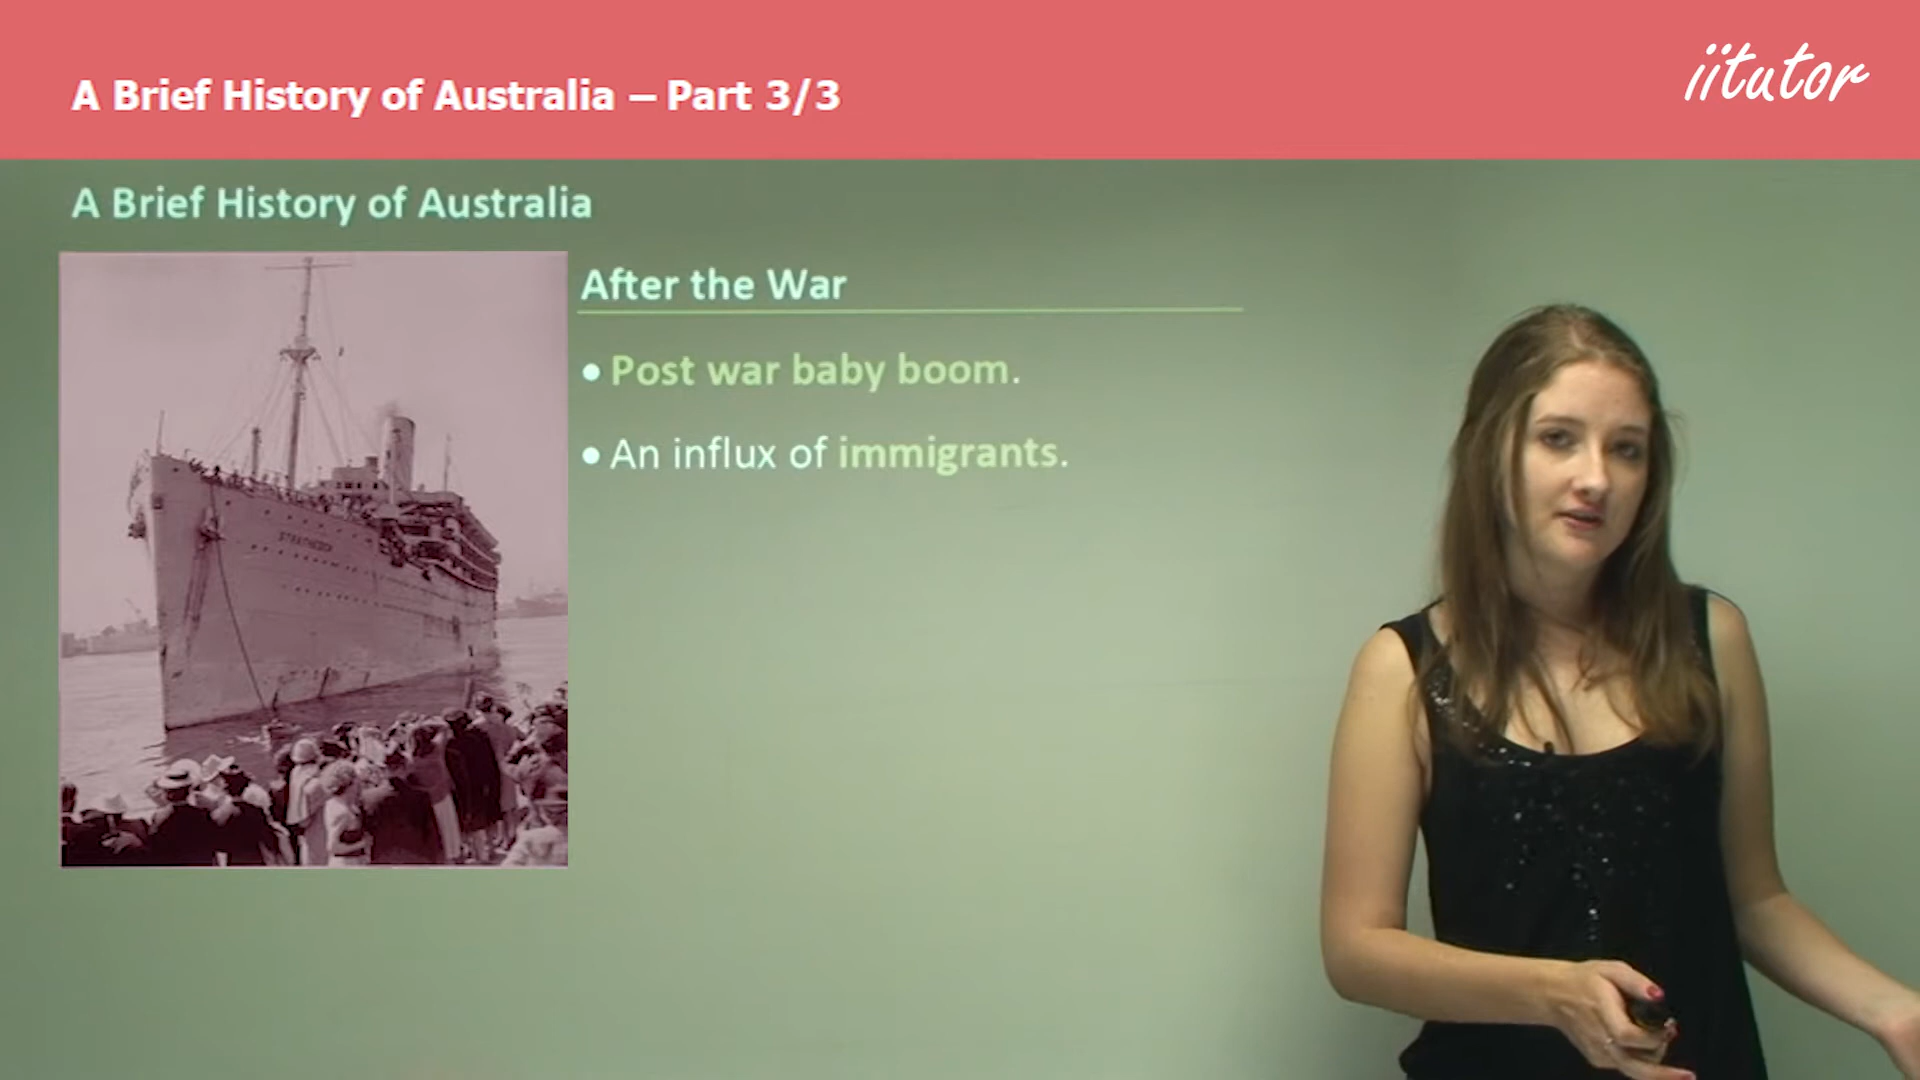 A Brief History of Australia – Part 3/3
iitutor
A Brief History of Australia
After the War
• Post war baby boom.
• An influx of immigrants.